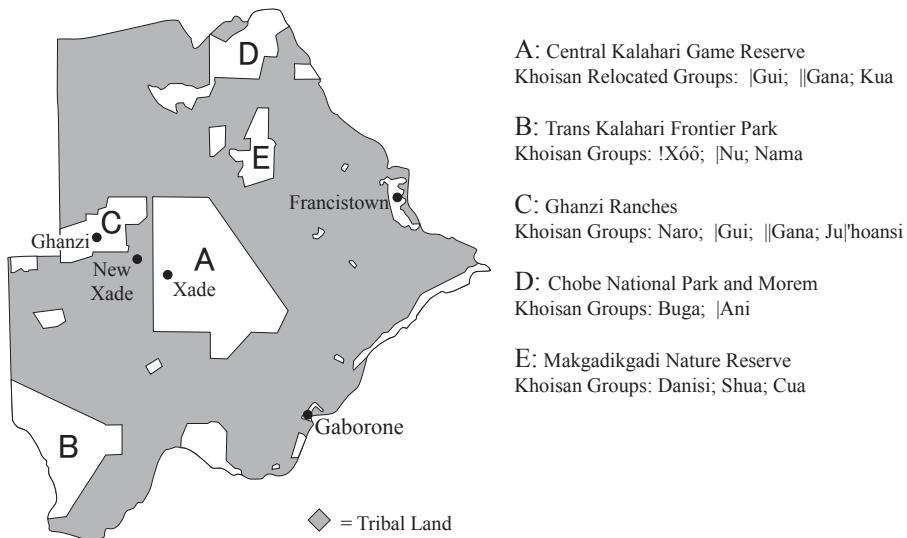 D
E
Francistown
C
Ghanzi
New
Xade
A
Xade
B
Gaborone
= Tribal Land
A: Central Kalahari Game Reserve
Khoisan Relocated Groups: |Gui; ||Gana; Kua
B: Trans Kalahari Frontier Park
Khoisan Groups: !Xóõ; |Nu; Nama
C: Ghanzi Ranches
Khoisan Groups: Naro; |Gui; ||Gana; Ju|'hoansi
D: Chobe National Park and Morem
Khoisan Groups: Buga; |Ani
E: Makgadikgadi Nature Reserve
Khoisan Groups: Danisi; Shua; Cua